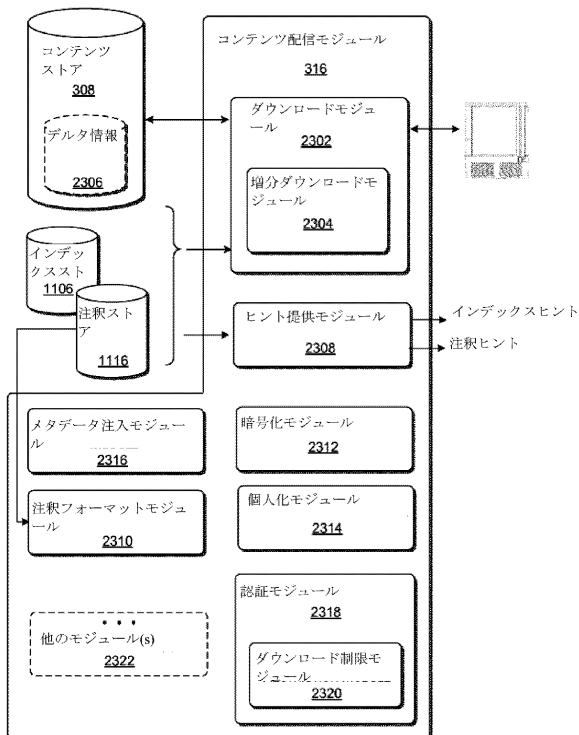 コンテンツ
ストア
308
デルタ情報
2306
インデック
ススト
1106
注釈スト
ア
1116
コンテンツ配信モジュール
316
ダウンロードモジュ
ール
2302
増分ダウンロードモ
ジュール
2304
ヒント提供モジュール
2308
インデックスヒント
注釈ヒント
メタデータ注入モジュー
ル
2316
暗号化モジュール
2312
注釈フォーマットモジュ
ール
2310
個人化モジュール
2314
認証モジュール
2318
ダウンロード制限モ
ジュール
2320
• • •
他のモジュール(s)
2322